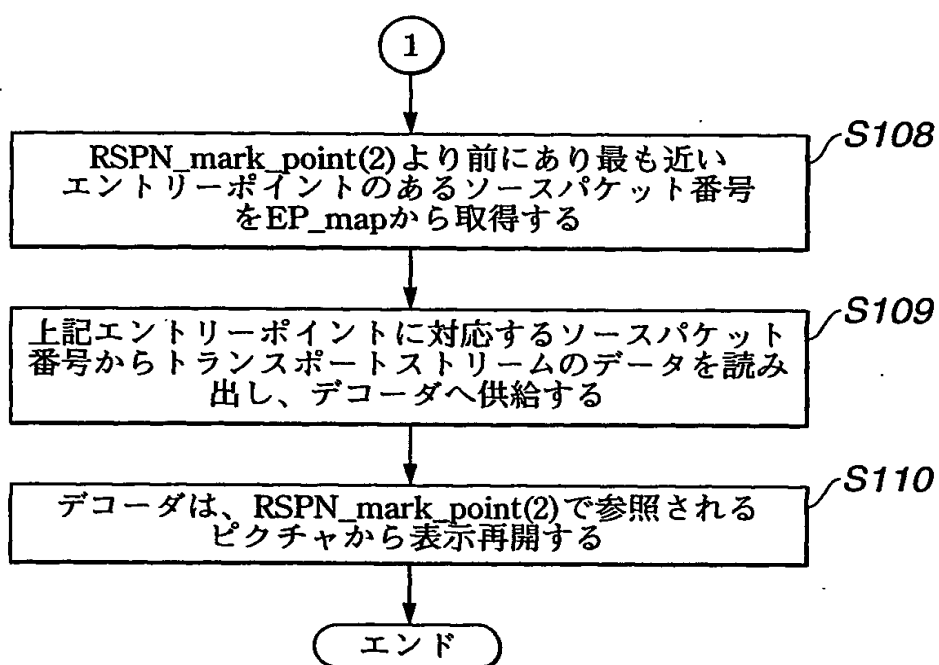 1
S108
RSPN_mark_point(2)より前にあり最も近い
エントリーポイントのあるソースパケット番号
をEP_mapから取得する
S109
上記エントリーポイントに対応するソースパケット
番号からトランスポートストリームのデータを読み
出し、デコーダへ供給する
S110
デコーダは、RSPN_mark_point(2)で参照される
ピクチャから表示再開する
エンド